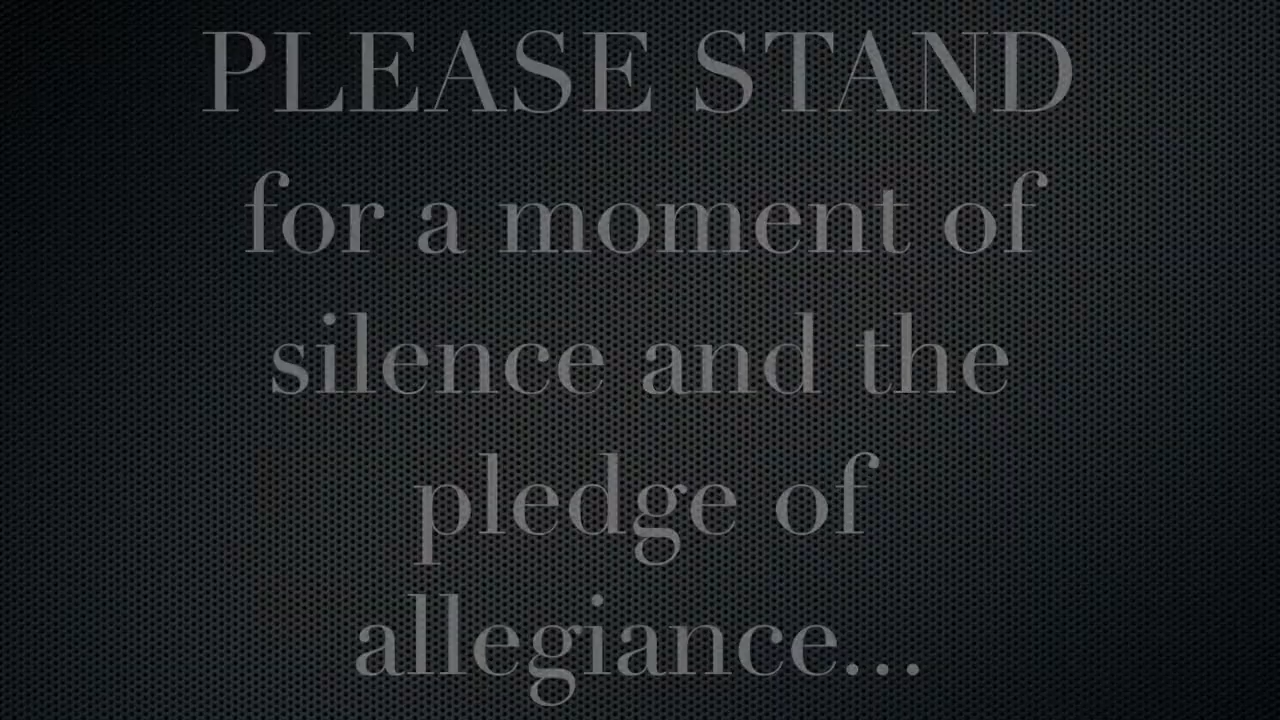 PLEASE STAND
for a moment of
silence and the
pledge of
allegiance...